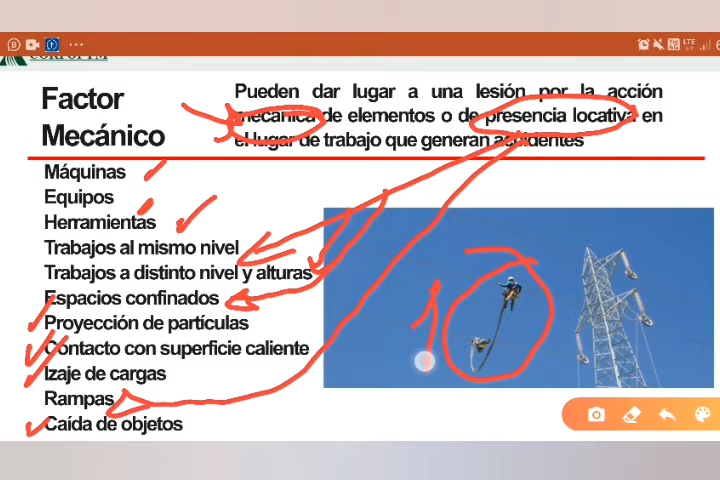 LTE
CORPOPYM
Factor
Mecánico
Pueden dar lugar a una lesión por la acción
mecánica de elementos o de presencia locativa en
el lugar de trabajo que generan accidentes
Máquinas
Equipos
Herramientas
Trabajos al mismo nivel
Trabajos a distinto nivel y alturas
Espacios confinados
Proyección de partículas
Contacto con superficie caliente
Izaje de cargas
Rampas
Caída de objetos